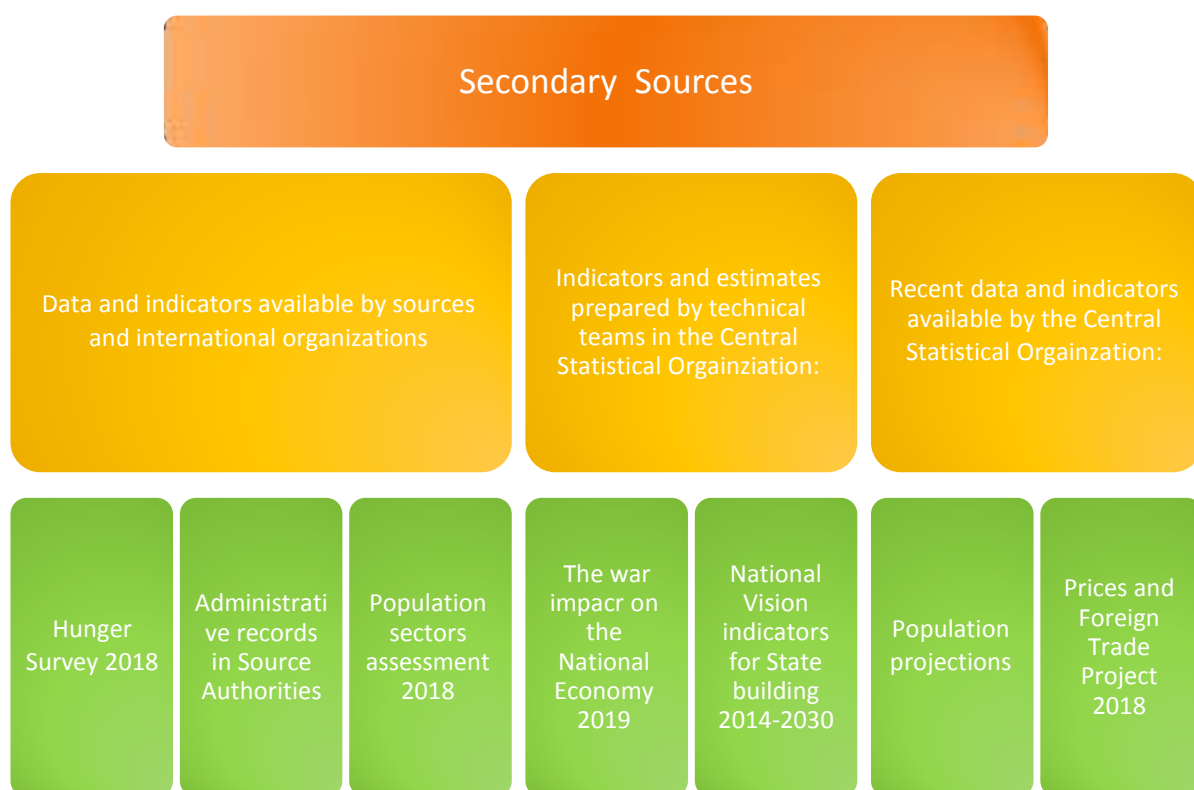 Secondary  Sources
Data and indicators available by sources
and international organizations
Indicators and estimates
prepared by technical
teams in the Central
Statistical Orgainziation:
Recent data and indicators
available by the Central
Statistical Orgainzation:
Hunger
Survey 2018
Administrati
ve records
in Source
Authorities
Population
sectors
assessment
2018
The war
impacr on
the
National
Economy
2019
National
Vision
indicators
for State
building
2014-2030
Population
projections
Prices and
Foreign
Trade
Project
2018